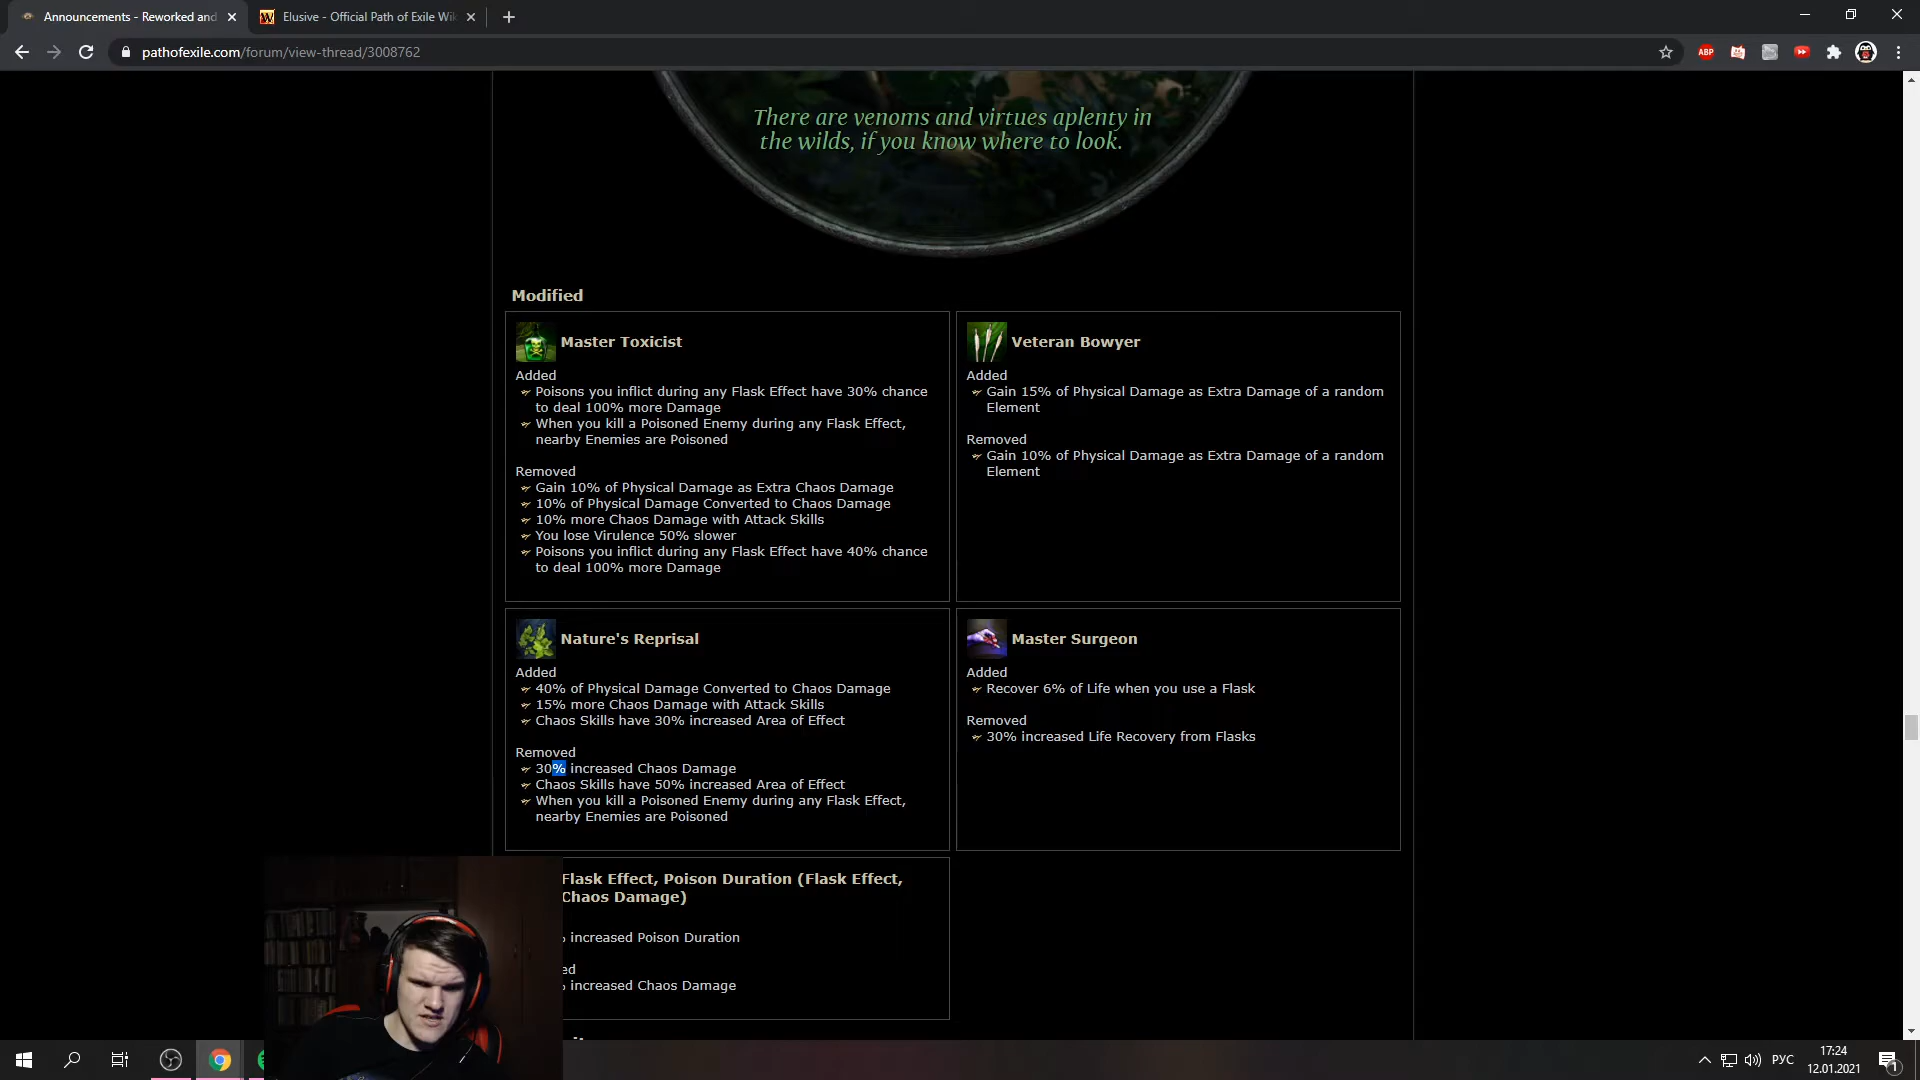 Announcements - Reworked and
Elusive - Official Path of Exile Wik
pathofexile.com/forum/view-thread/3008762
ABP
There are venoms and virtues aplenty in
the wilds, if you know where to look.
Modified
Master Toxicist
Added
Poisons you inflict during any Flask Effect have 30% chance
to deal 100% more Damage
When you kill a Poisoned Enemy during any Flask Effect,
nearby Enemies are Poisoned
Removed
Gain 10% of Physical Damage as Extra Chaos Damage
10% of Physical Damage Converted to Chaos Damage
10% more Chaos Damage with Attack Skills
You lose Virulence 50% slower
Poisons you inflict during any Flask Effect have 40% chance
to deal 100% more Damage
Veteran Bowyer
Added
Gain 15% of Physical Damage as Extra Damage of a random
Element
Removed
Gain 10% of Physical Damage as Extra Damage of a random
Element
Nature's Reprisal
Added
40% of Physical Damage Converted to Chaos Damage
15% more Chaos Damage with Attack Skills
Chaos Skills have 30% increased Area of Effect
Removed
30% increased Chaos Damage
Chaos Skills have 50% increased Area of Effect
When you kill a Poisoned Enemy during any Flask Effect,
nearby Enemies are Poisoned
Master Surgeon
Added
Recover 6% of Life when you use a Flask
Removed
30% increased Life Recovery from Flasks
Flask Effect, Poison Duration (Flask Effect,
Chaos Damage)
increased Poison Duration
ed
increased Chaos Damage
РУС
17:24
12.01.2021
1